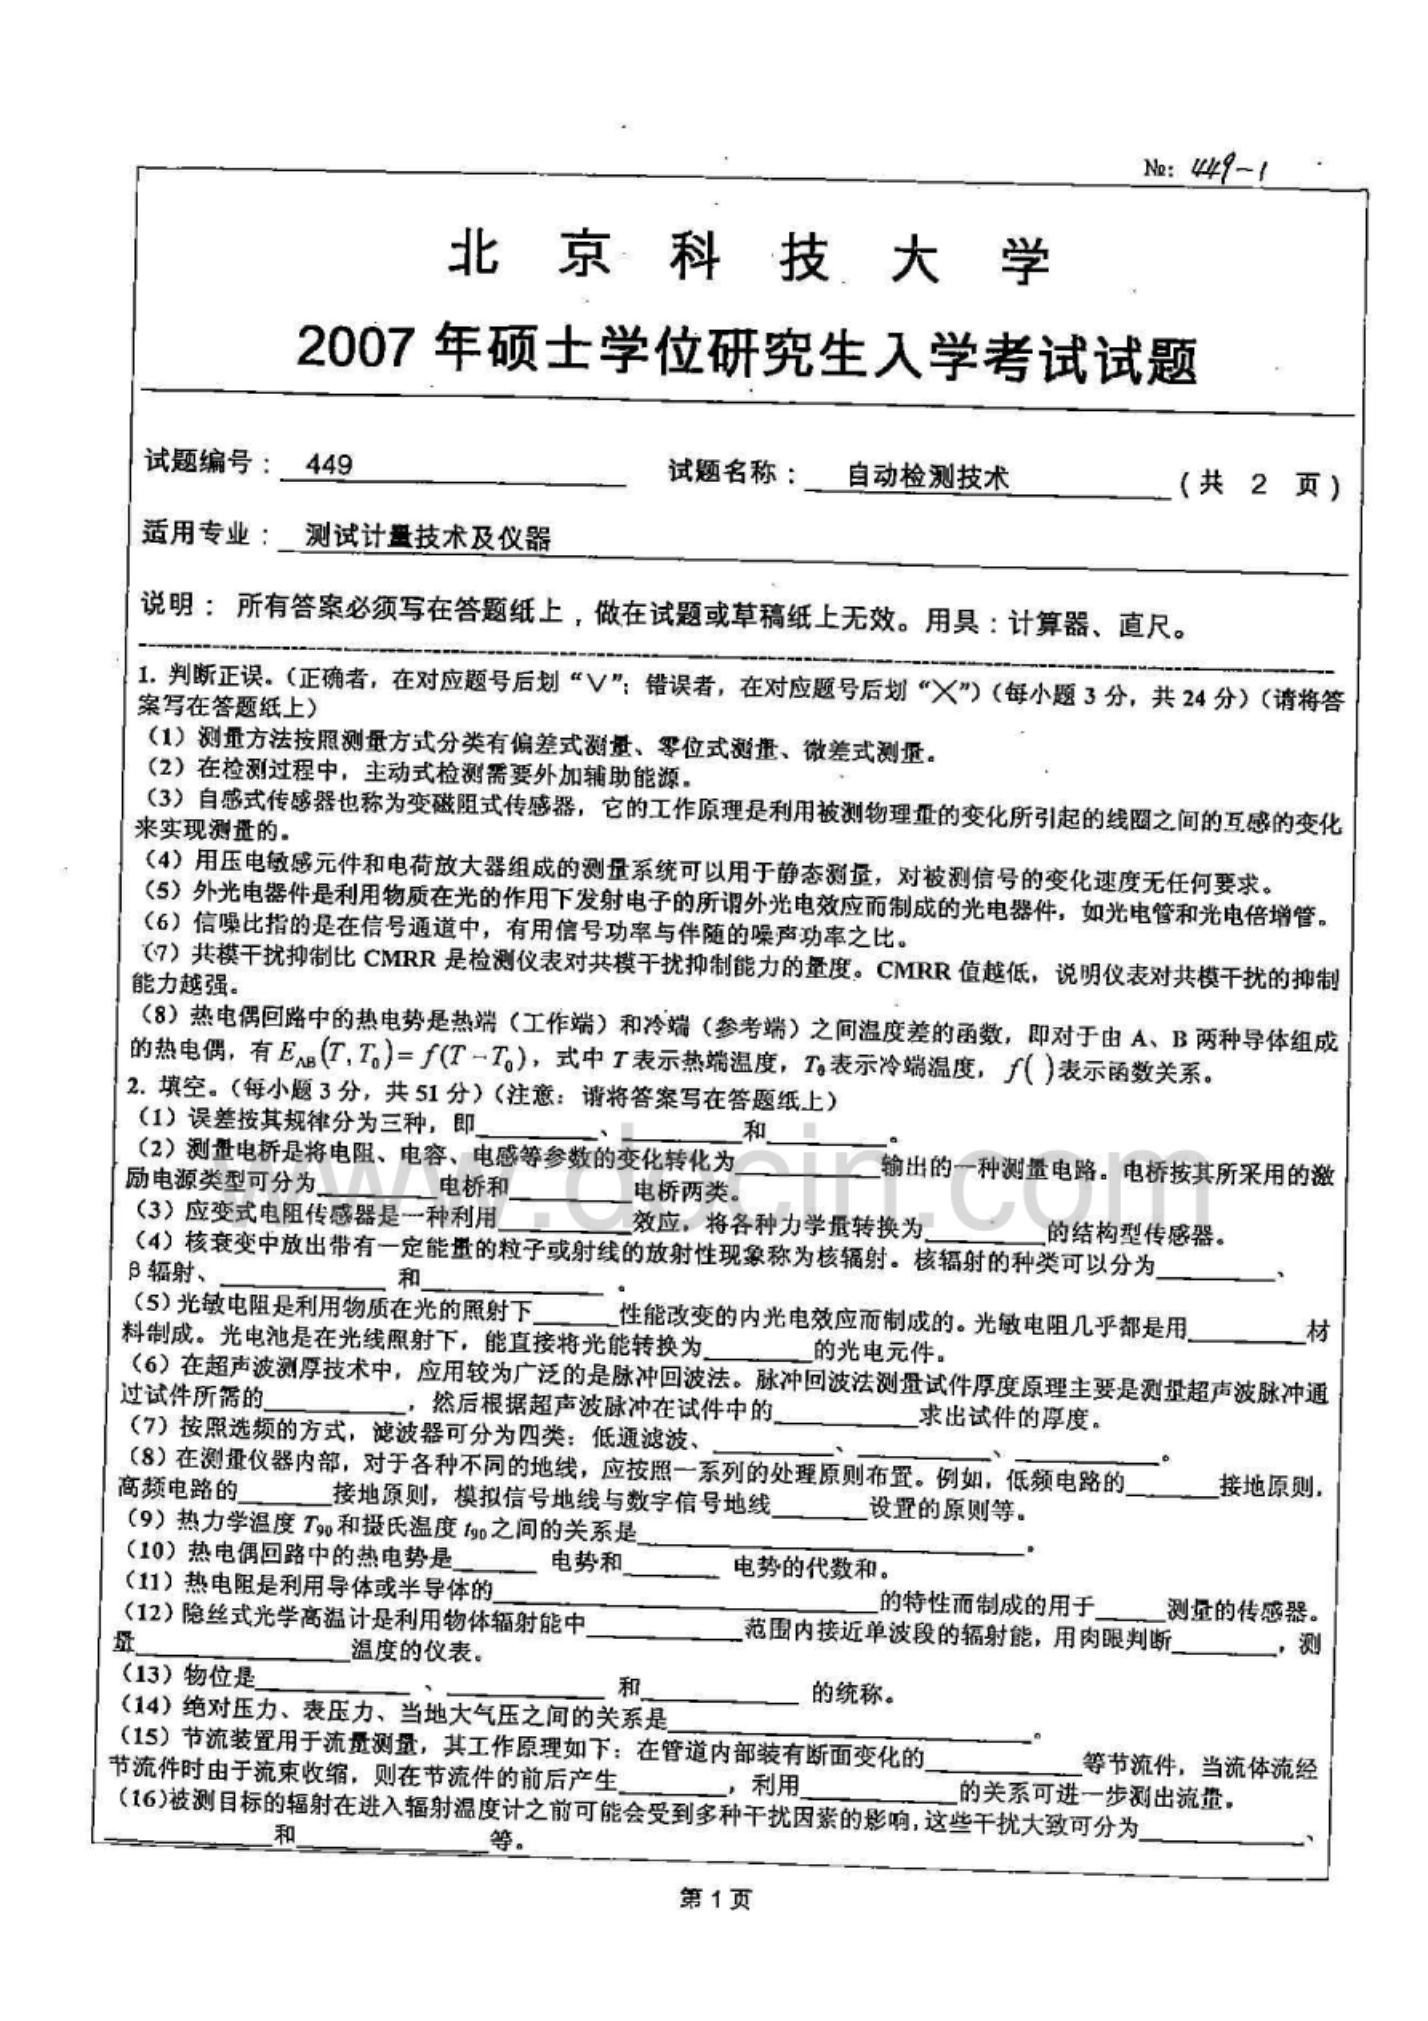 №: 449-1
北 京 科 技 大 学
2007 年硕士学位研究生入学考试试题
试题编号： 449 试题名称： 自动检测技术 (共 2 页)
适用专业： 测试计量技术及仪器
说明： 所有答案必须写在答题纸上，做在试题或草稿纸上无效。用具：计算器、直尺。
1. 判断正误。（正确者，在对应题号后划“∨”；错误者，在对应题号后划“╳”）（每小题 3 分，共 24 分）（请将答
案写在答题纸上）
（1）测量方法按照测量方式分类有偏差式测量、零位式测量、微差式测量。
（2）在检测过程中，主动式检测需要外加辅助能源。
（3）自感式传感器也称为变磁阻式传感器，它的工作原理是利用被测物理量的变化所引起的线圈之间的互感的变化
来实现测量的。
（4）用压电敏感元件和电荷放大器组成的测量系统可以用于静态测量，对被测信号的变化速度无任何要求。
（5）外光电器件是利用物质在光的作用下发射电子的所谓外光电效应而制成的光电器件，如光电管和光电倍增管。
（6）信噪比指的是在信号通道中，有用信号功率与伴随的噪声功率之比。
（7）共模干扰抑制比 CMRR 是检测仪表对共模干扰抑制能力的量度。CMRR 值越低，说明仪表对共模干扰的抑制
能力越强。
（8）热电偶回路中的热电势是热端（工作端）和冷端（参考端）之间温度差的函数，即对于由 A、B 两种导体组成
的热电偶，有 E_AB(T, T₀)= f(T－T₀)，式中 T 表示热端温度，T₀表示冷端温度， f( )表示函数关系。
2. 填空。（每小题 3 分，共 51 分）（注意：请将答案写在答题纸上）
（1）误差按其规律分为三种，即________、________和________。
（2）测量电桥是将电阻、电容、电感等参数的变化转化为________输出的一种测量电路。电桥按其所采用的激
励电源类型可分为________电桥和________电桥两类。
（3）应变式电阻传感器是一种利用________效应，将各种力学量转换为________的结构型传感器。
（4）核衰变中放出带有一定能量的粒子或射线的放射性现象称为核辐射。核辐射的种类可以分为________、
β辐射、________ 和________。
（5）光敏电阻是利用物质在光的照射下______性能改变的内光电效应而制成的。光敏电阻几乎都是用________材
料制成。光电池是在光线照射下，能直接将光能转换为________的光电元件。
（6）在超声波测厚技术中，应用较为广泛的是脉冲回波法。脉冲回波法测量试件厚度原理主要是测量超声波脉冲通
过试件所需的________，然后根据超声波脉冲在试件中的________求出试件的厚度。
（7）按照选频的方式，滤波器可分为四类：低通滤波、________、________、________。
（8）在测量仪器内部，对于各种不同的地线，应按照一系列的处理原则布置。例如，低频电路的______接地原则，
高频电路的______接地原则，模拟信号地线与数字信号地线______设置的原则等。
（9）热力学温度 T₉₀和摄氏温度 t₉₀之间的关系是________________。
（10）热电偶回路中的热电势是______ 电势和______ 电势的代数和。
（11）热电阻是利用导体或半导体的________________的特性而制成的用于_____测量的传感器。
（12）隐丝式光学高温计是利用物体辐射能中________范围内接近单波段的辐射能，用肉眼判断_______，测
量____________温度的仪表。
（13）物位是________、________和________ 的统称。
（14）绝对压力、表压力、当地大气压之间的关系是________________。
（15）节流装置用于流量测量，其工作原理如下：在管道内部装有断面变化的________等节流件，当流体流经
节流件时由于流束收缩，则在节流件的前后产生_______，利用________的关系可进一步测出流量。
（16）被测目标的辐射在进入辐射温度计之前可能会受到多种干扰因素的影响，这些干扰大致可分为________、
________和________等。
第 1 页
www.docin.com